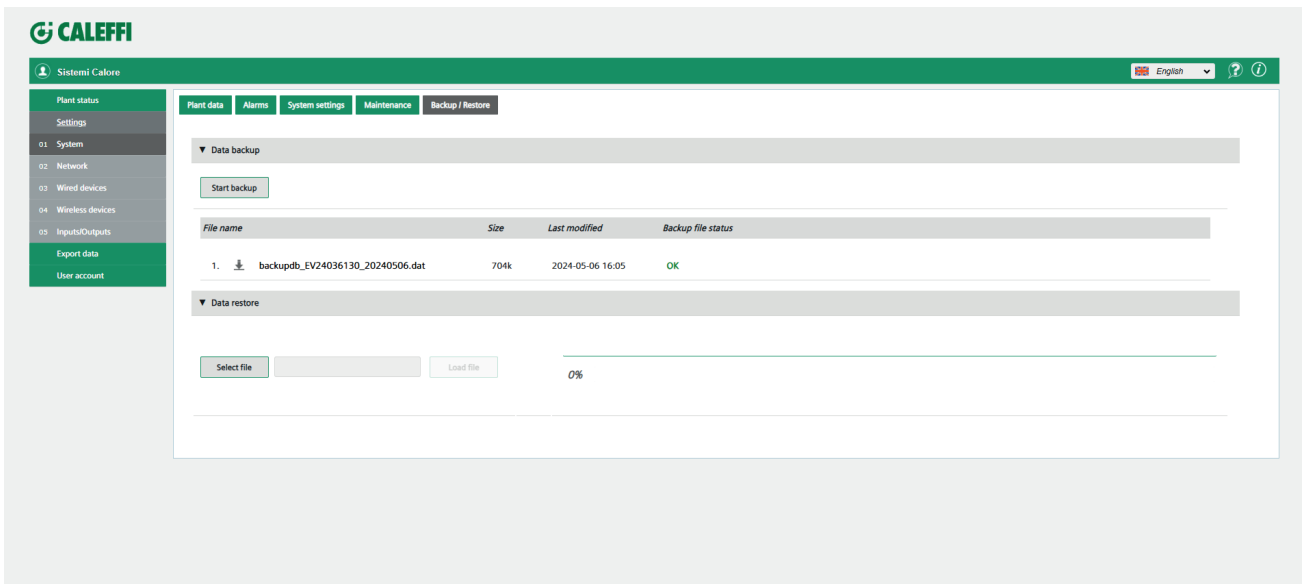 CALEFFI
Sistemi Calore
English
Plant status
Settings
01 System
02 Network
03 Wired devices
04 Wireless devices
05 Inputs/Outputs
Export data
User account
Plant data Alarms System settings Maintenance Backup / Restore
▼ Data backup
Start backup
File name Size Last modified Backup file status
1. backupdb_EV24036130_20240506.dat 704k 2024-05-06 16:05 OK
▼ Data restore
Select file Load file
0%